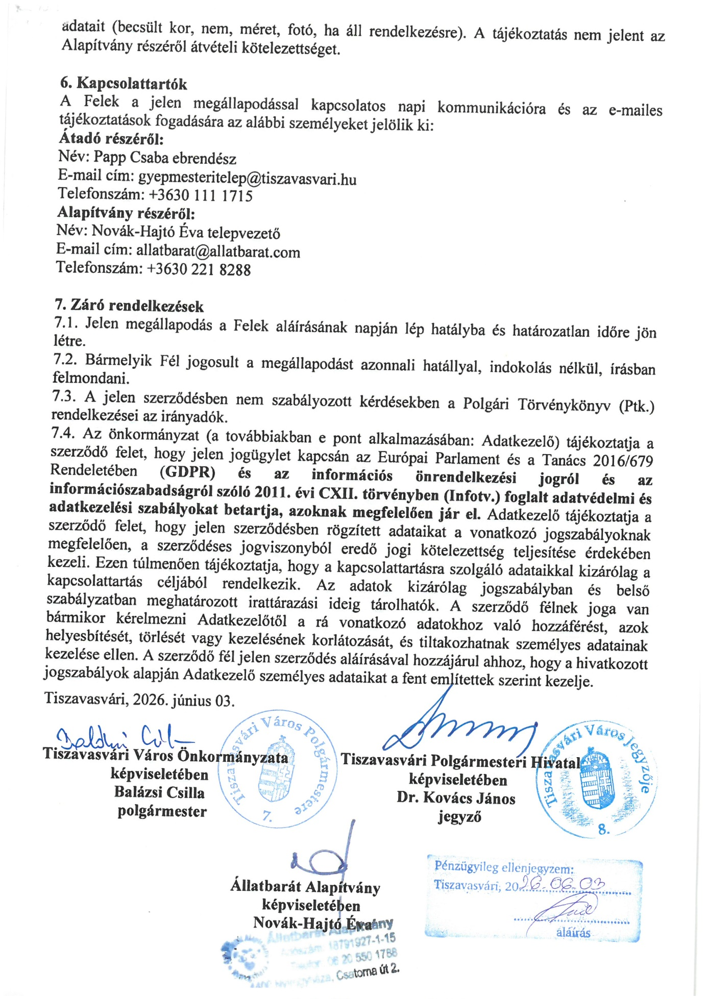 adatait (becsült kor, nem, méret, fotó, ha áll rendelkezésre). A tájékoztatás nem jelent az
Alapítvány részéről átvételi kötelezettséget.
6. Kapcsolattartók
A Felek a jelen megállapodással kapcsolatos napi kommunikációra és az e-mailes
tájékoztatások fogadására az alábbi személyeket jelölik ki:
Átadó részéről:
Név: Papp Csaba ebrendész
E-mail cím: gyepmesteritelep@tiszavasvari.hu
Telefonszám: +3630 111 1715
Alapítvány részéről:
Név: Novák-Hajtó Éva telepvezető
E-mail cím: allatbarat@allatbarat.com
Telefonszám: +3630 221 8288
7. Záró rendelkezések
7.1. Jelen megállapodás a Felek aláírásának napján lép hatályba és határozatlan időre jön
létre.
7.2. Bármelyik Fél jogosult a megállapodást azonnali hatállyal, indokolás nélkül, írásban
felmondani.
7.3. A jelen szerződésben nem szabályozott kérdésekben a Polgári Törvénykönyv (Ptk.)
rendelkezései az irányadók.
7.4. Az önkormányzat (a továbbiakban e pont alkalmazásában: Adatkezelő) tájékoztatja a
szerződő felet, hogy jelen jogügylet kapcsán az Európai Parlament és a Tanács 2016/679
Rendeletében (GDPR) és az információs önrendelkezési jogról és az
információszabadságról szóló 2011. évi CXII. törvényben (Infotv.) foglalt adatvédelmi és
adatkezelési szabályokat betartja, azoknak megfelelően jár el. Adatkezelő tájékoztatja a
szerződő felet, hogy jelen szerződésben rögzített adataikat a vonatkozó jogszabályoknak
megfelelően, a szerződéses jogviszonyból eredő jogi kötelezettség teljesítése érdekében
kezeli. Ezen túlmenően tájékoztatja, hogy a kapcsolattartásra szolgáló adataikkal kizárólag a
kapcsolattartás céljából rendelkezik. Az adatok kizárólag jogszabályban és belső
szabályzatban meghatározott irattárazási ideig tárolhatók. A szerződő félnek joga van
bármikor kérelmezni Adatkezelőtől a rá vonatkozó adatokhoz való hozzáférést, azok
helyesbítését, törlését vagy kezelésének korlátozását, és tiltakozhatnak személyes adatainak
kezelése ellen. A szerződő fél jelen szerződés aláírásával hozzájárul ahhoz, hogy a hivatkozott
jogszabályok alapján Adatkezelő személyes adataikat a fent említettek szerint kezelje.
Tiszavasvári, 2026. június 03.
Balázsi Csilla
Tiszavasvári Város Polgármestere
7.
Tiszavasvári Város Jegyzője
8.
Tiszavasvári Város Önkormányzata
képviseletében
Balázsi Csilla
polgármester
Tiszavasvári Polgármesteri Hivatal
képviseletében
Dr. Kovács János
jegyző
Állatbarát Alapítvány
képviseletében
Novák-Hajtó Éva
Állatbarát Alapítvány
Adószám: 18791927-1-15
06 20 550 1788
Csatorna út 2.
Pénzügyileg ellenjegyzem:
Tiszavasvári, 2026.06.03
aláírás